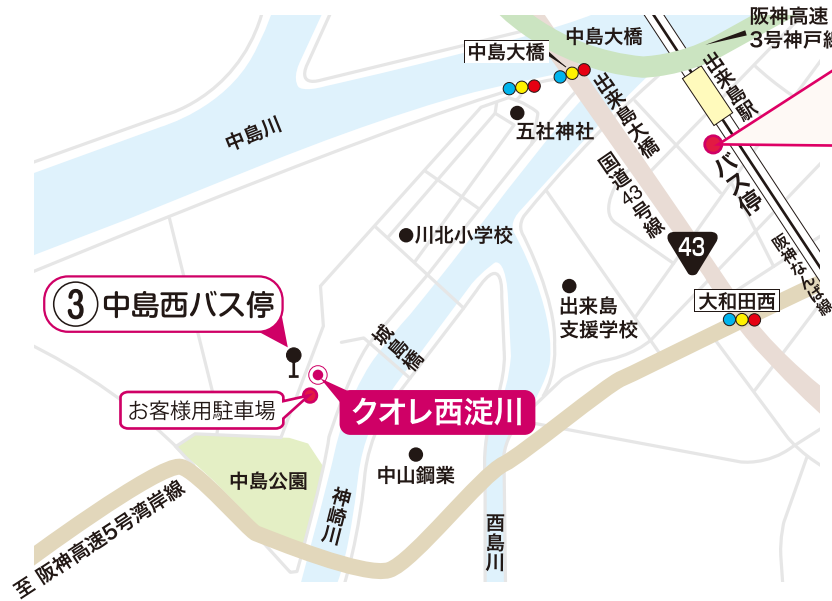 阪神高速
3号神戸線
中島大橋
中島大橋
出来島駅
出来島大橋
中島川
五社神社
バス停
国道43号線
川北小学校
43
阪神なんば線
③ 中島西バス停
出来島
支援学校
大和田西
城島橋
お客様用駐車場
クオレ西淀川
中島公園
中山鋼業
神崎川
酉島川
至 阪神高速5号湾岸線